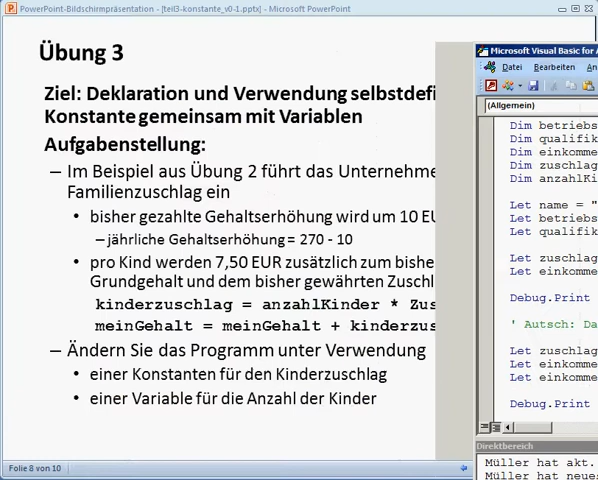 PowerPoint-Bildschirmpräsentation - [teil3-konstante_v0-1.pptx] - Microsoft PowerPoint
Übung 3
Ziel: Deklaration und Verwendung selbstdefi
Konstante gemeinsam mit Variablen
Aufgabenstellung:
– Im Beispiel aus Übung 2 führt das Unternehme
Familienzuschlag ein
• bisher gezahlte Gehaltserhöhung wird um 10 EU
– jährliche Gehaltserhöhung = 270 - 10
• pro Kind werden 7,50 EUR zusätzlich zum bishe
Grundgehalt und dem bisher gewährten Zuschl
kinderzuschlag = anzahlKinder * Zus
meinGehalt = meinGehalt + kinderzus
– Ändern Sie das Programm unter Verwendung
• einer Konstanten für den Kinderzuschlag
• einer Variable für die Anzahl der Kinder
Folie 8 von 10
Microsoft Visual Basic for A
Datei Bearbeiten An
(Allgemein)
Dim betriebs
Dim qualifik
Dim einkomme
Dim zuschlag
Dim anzahlKi
Let name = "
Let betriebs
Let qualifik
Let zuschlag
Let einkomme
Debug.Print
' Autsch: Da
Let zuschlag
Let einkomme
Let einkomme
Debug.Print
Direktbereich
Müller hat akt.
Müller hat neues